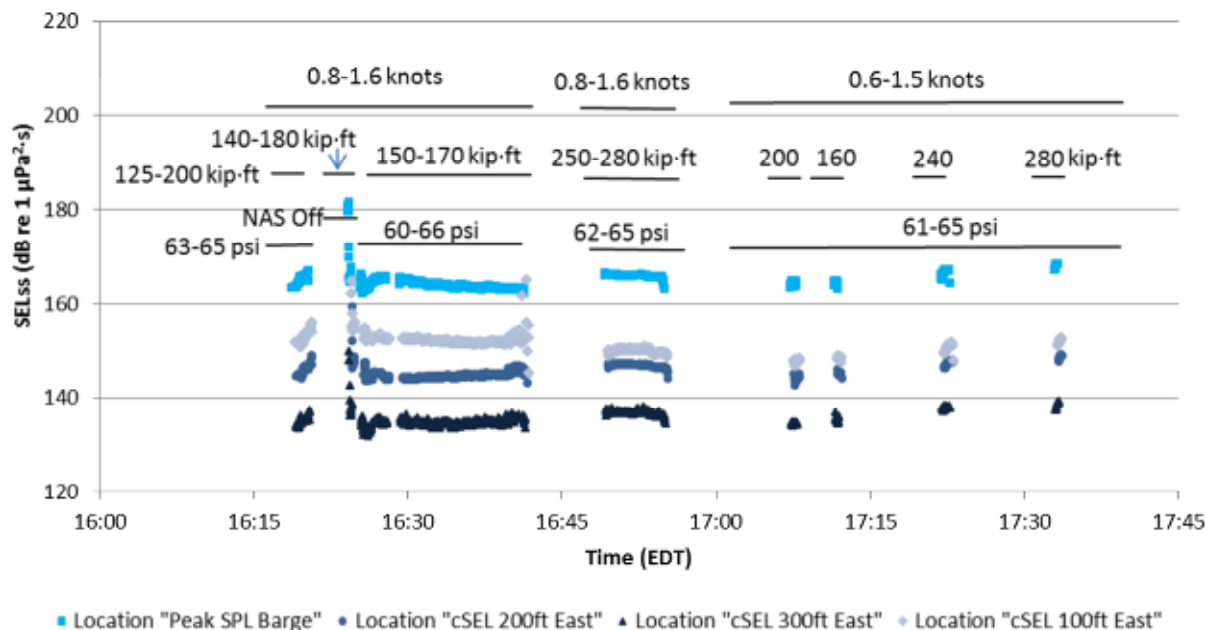 220
200
180
160
140
120
SELss (dB re 1 µPa²·s)
0.8-1.6 knots
0.8-1.6 knots
0.6-1.5 knots
140-180 kip·ft
125-200 kip·ft
150-170 kip·ft
250-280 kip·ft
200
160
240
280 kip·ft
NAS Off
63-65 psi
60-66 psi
62-65 psi
61-65 psi
16:00
16:15
16:30
16:45
17:00
17:15
17:30
17:45
Time (EDT)
Location "Peak SPL Barge"
Location "cSEL 200ft East"
Location "cSEL 300ft East"
Location "cSEL 100ft East"